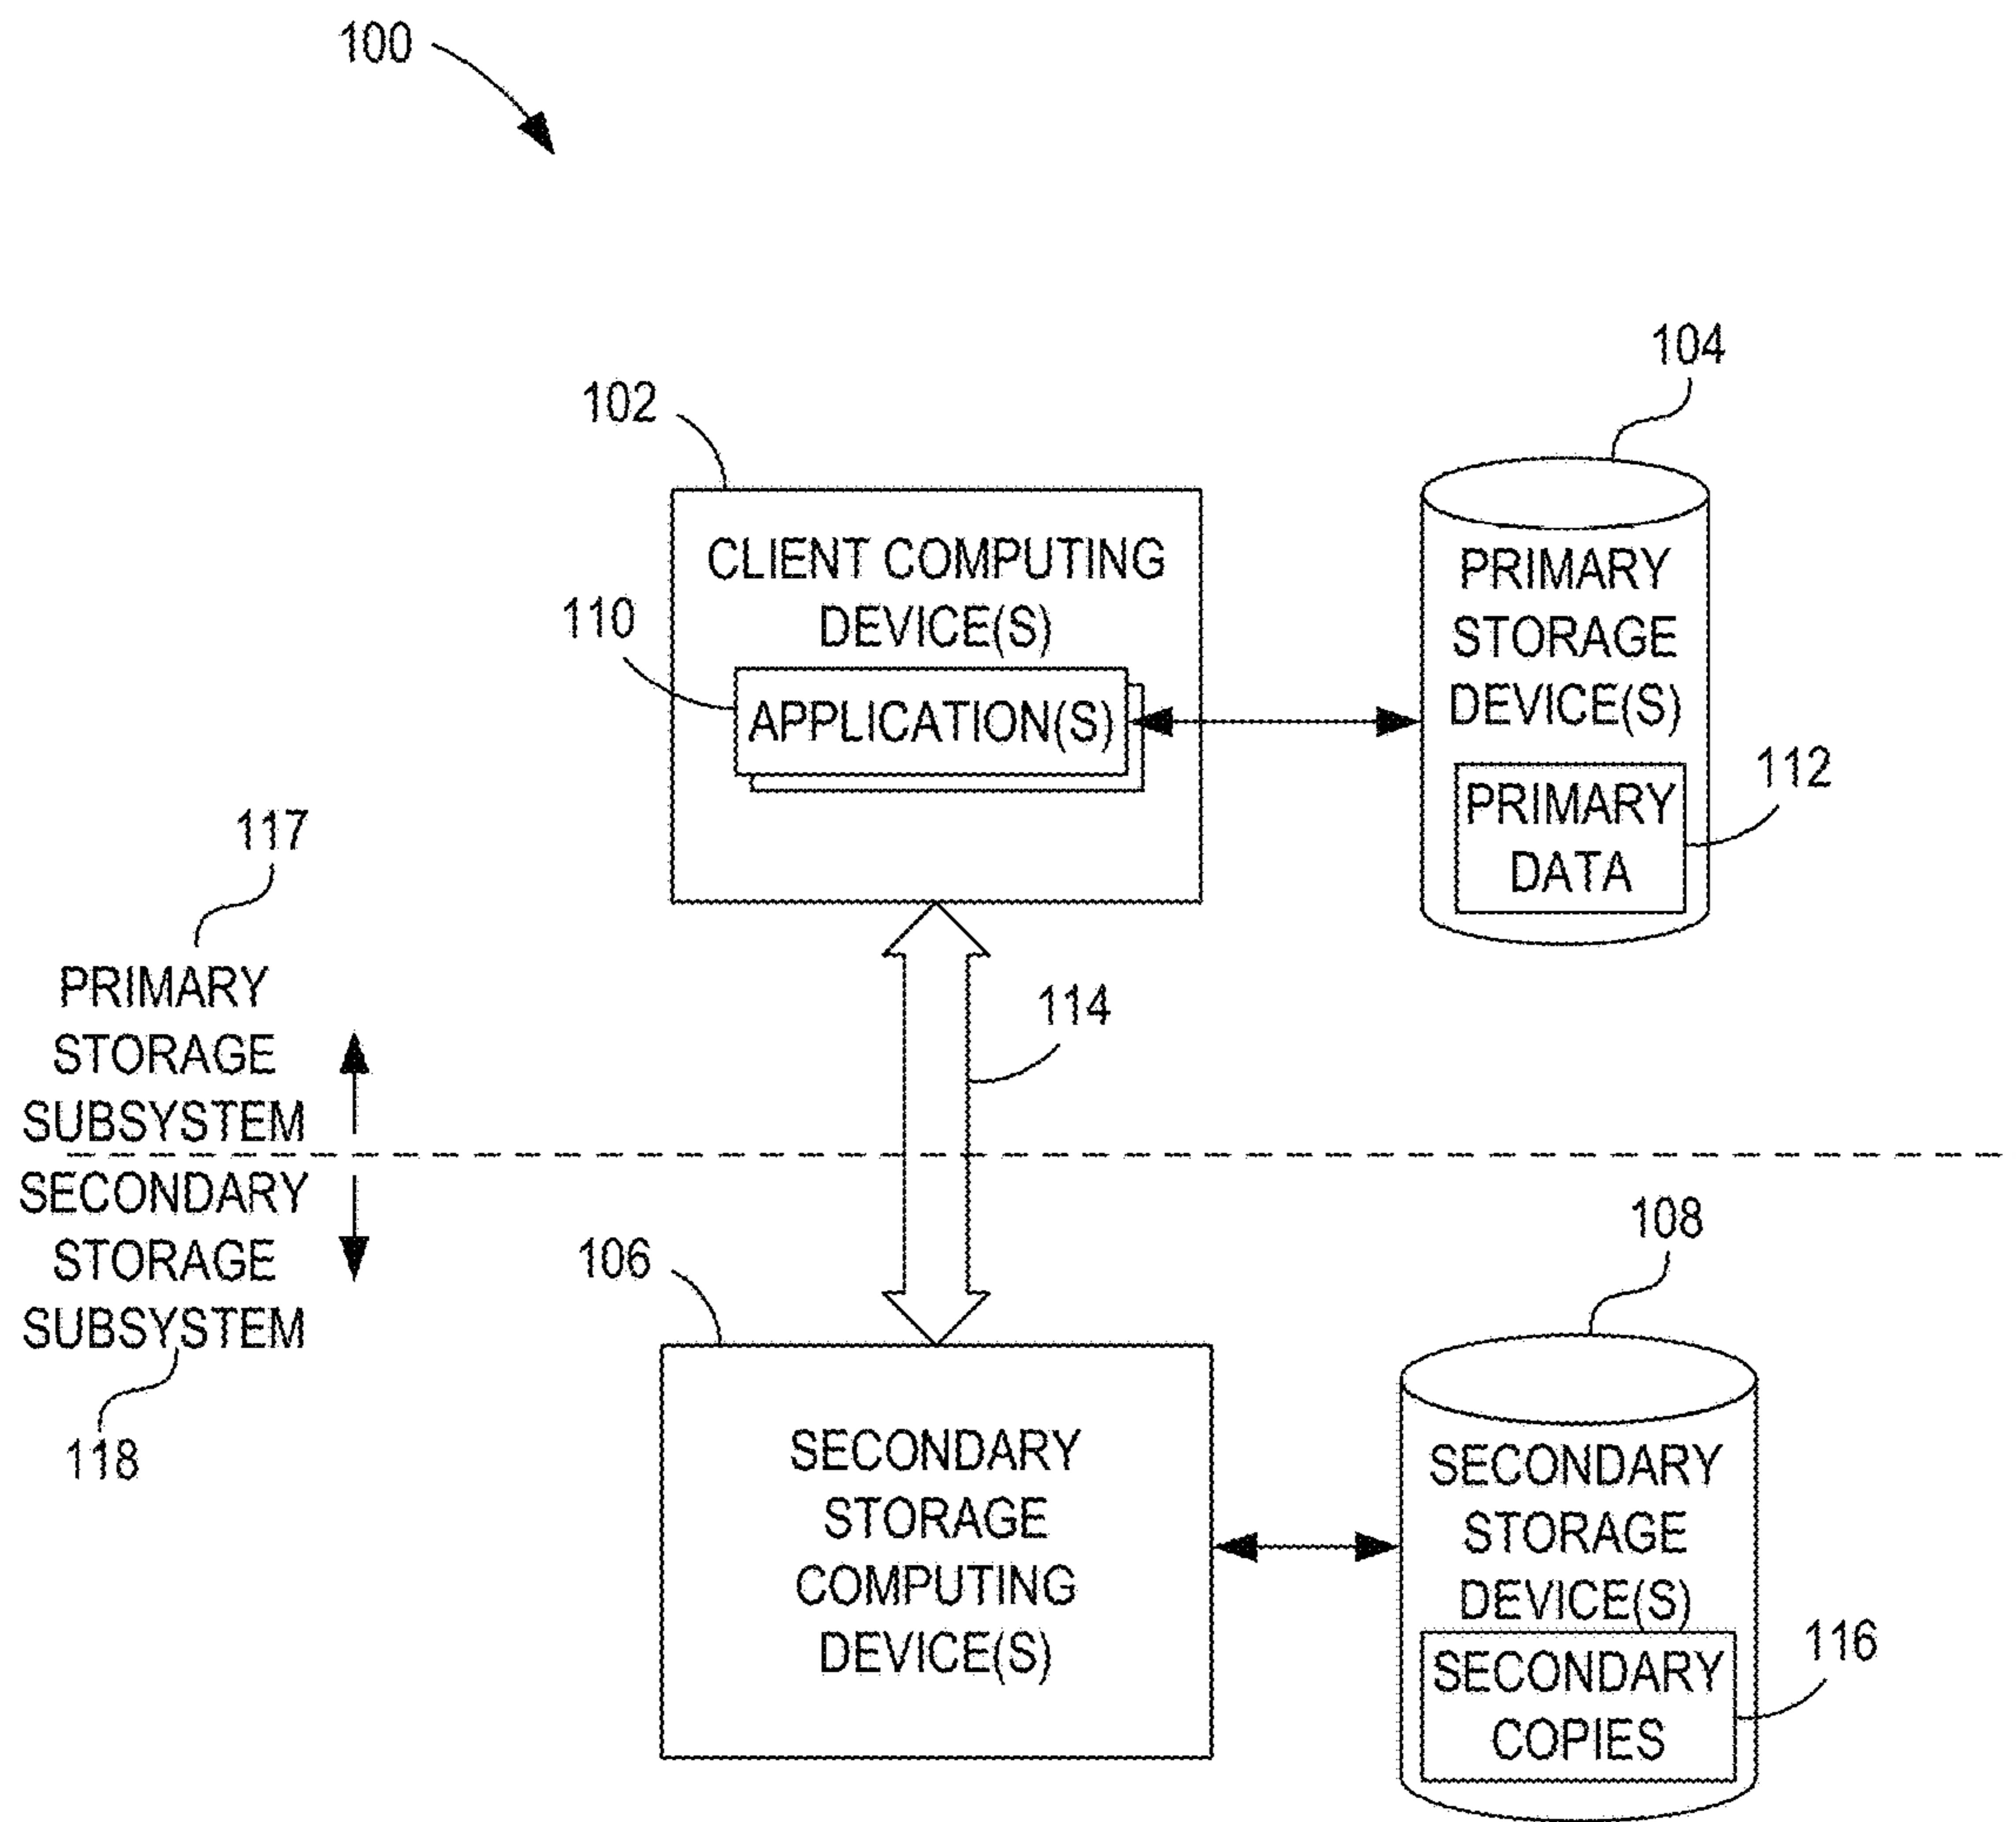 100
104
102
CLIENT COMPUTING
DEVICE(S)
110
APPLICATION(S)
PRIMARY
STORAGE
DEVICE(S)
112
PRIMARY
DATA
117
PRIMARY
STORAGE
SUBSYSTEM
114
SECONDARY
STORAGE
SUBSYSTEM
118
106
108
SECONDARY
STORAGE
COMPUTING
DEVICE(S)
SECONDARY
STORAGE
DEVICE(S)
116
SECONDARY
COPIES